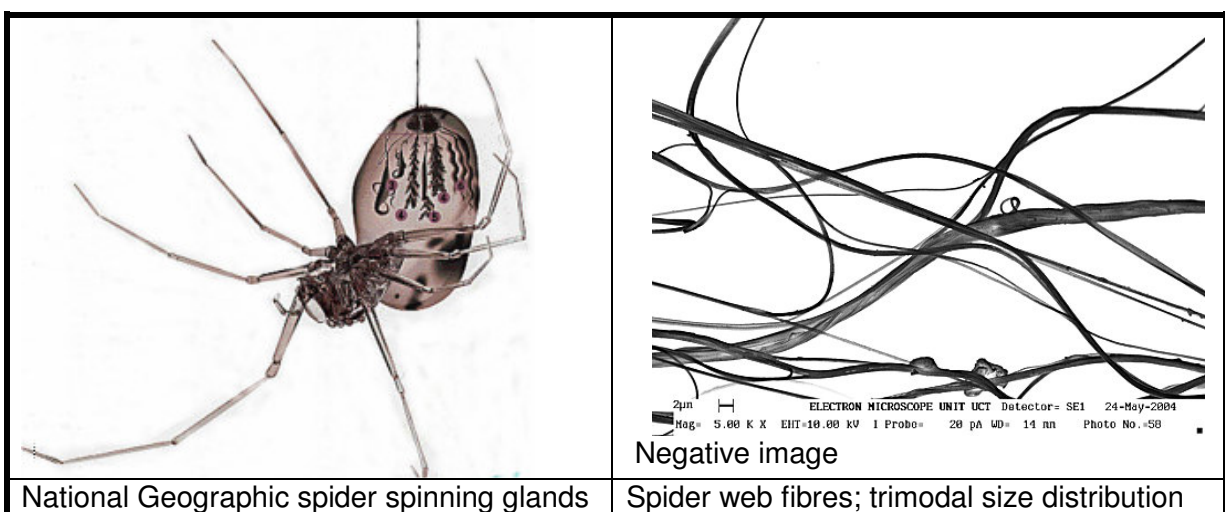 2µm ELECTRON MICROSCOPE UNIT UCT Detector= SE1 24-May-2004
Mag= 5.00 K X EHT=10.00 kV I Probe= 20 pA WD= 14 mm Photo No.=58
Negative image
National Geographic spider spinning glands
Spider web fibres; trimodal size distribution